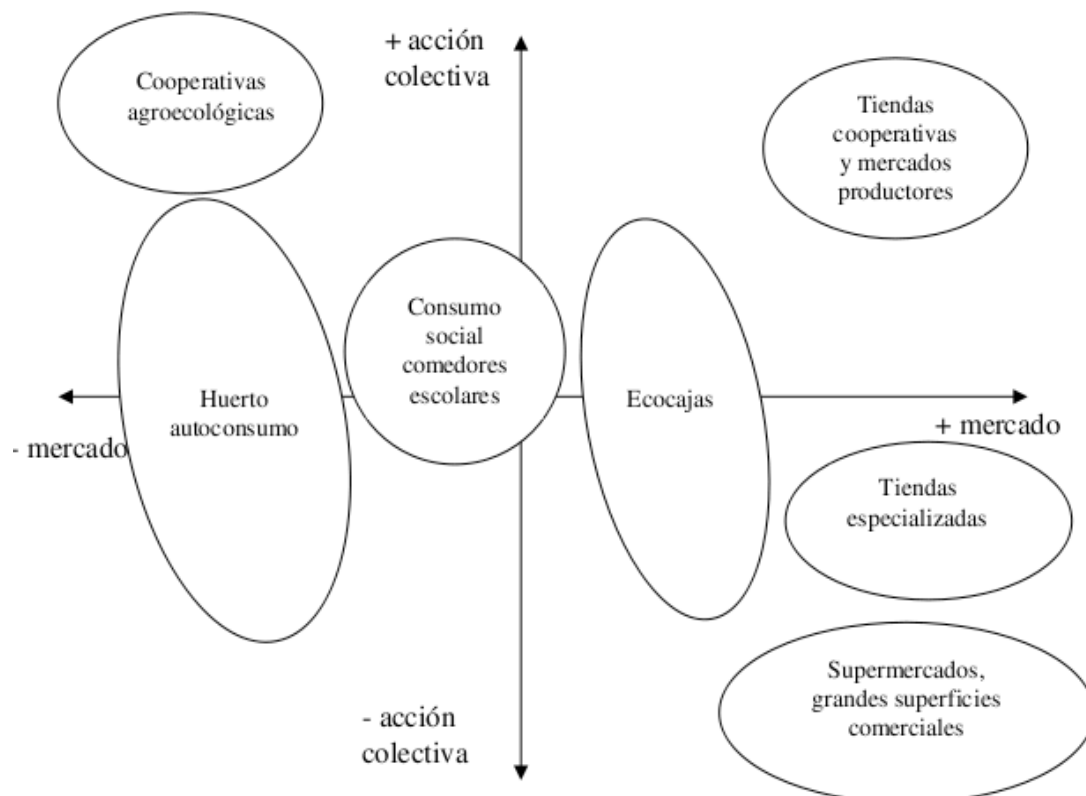 + acción
colectiva
Cooperativas
agroecológicas
Tiendas
cooperativas
y mercados
productores
Consumo
social
comedores
escolares
Huerto
autoconsumo
Ecocajas
- mercado
+ mercado
Tiendas
especializadas
Supermercados,
grandes superficies
comerciales
- acción
colectiva